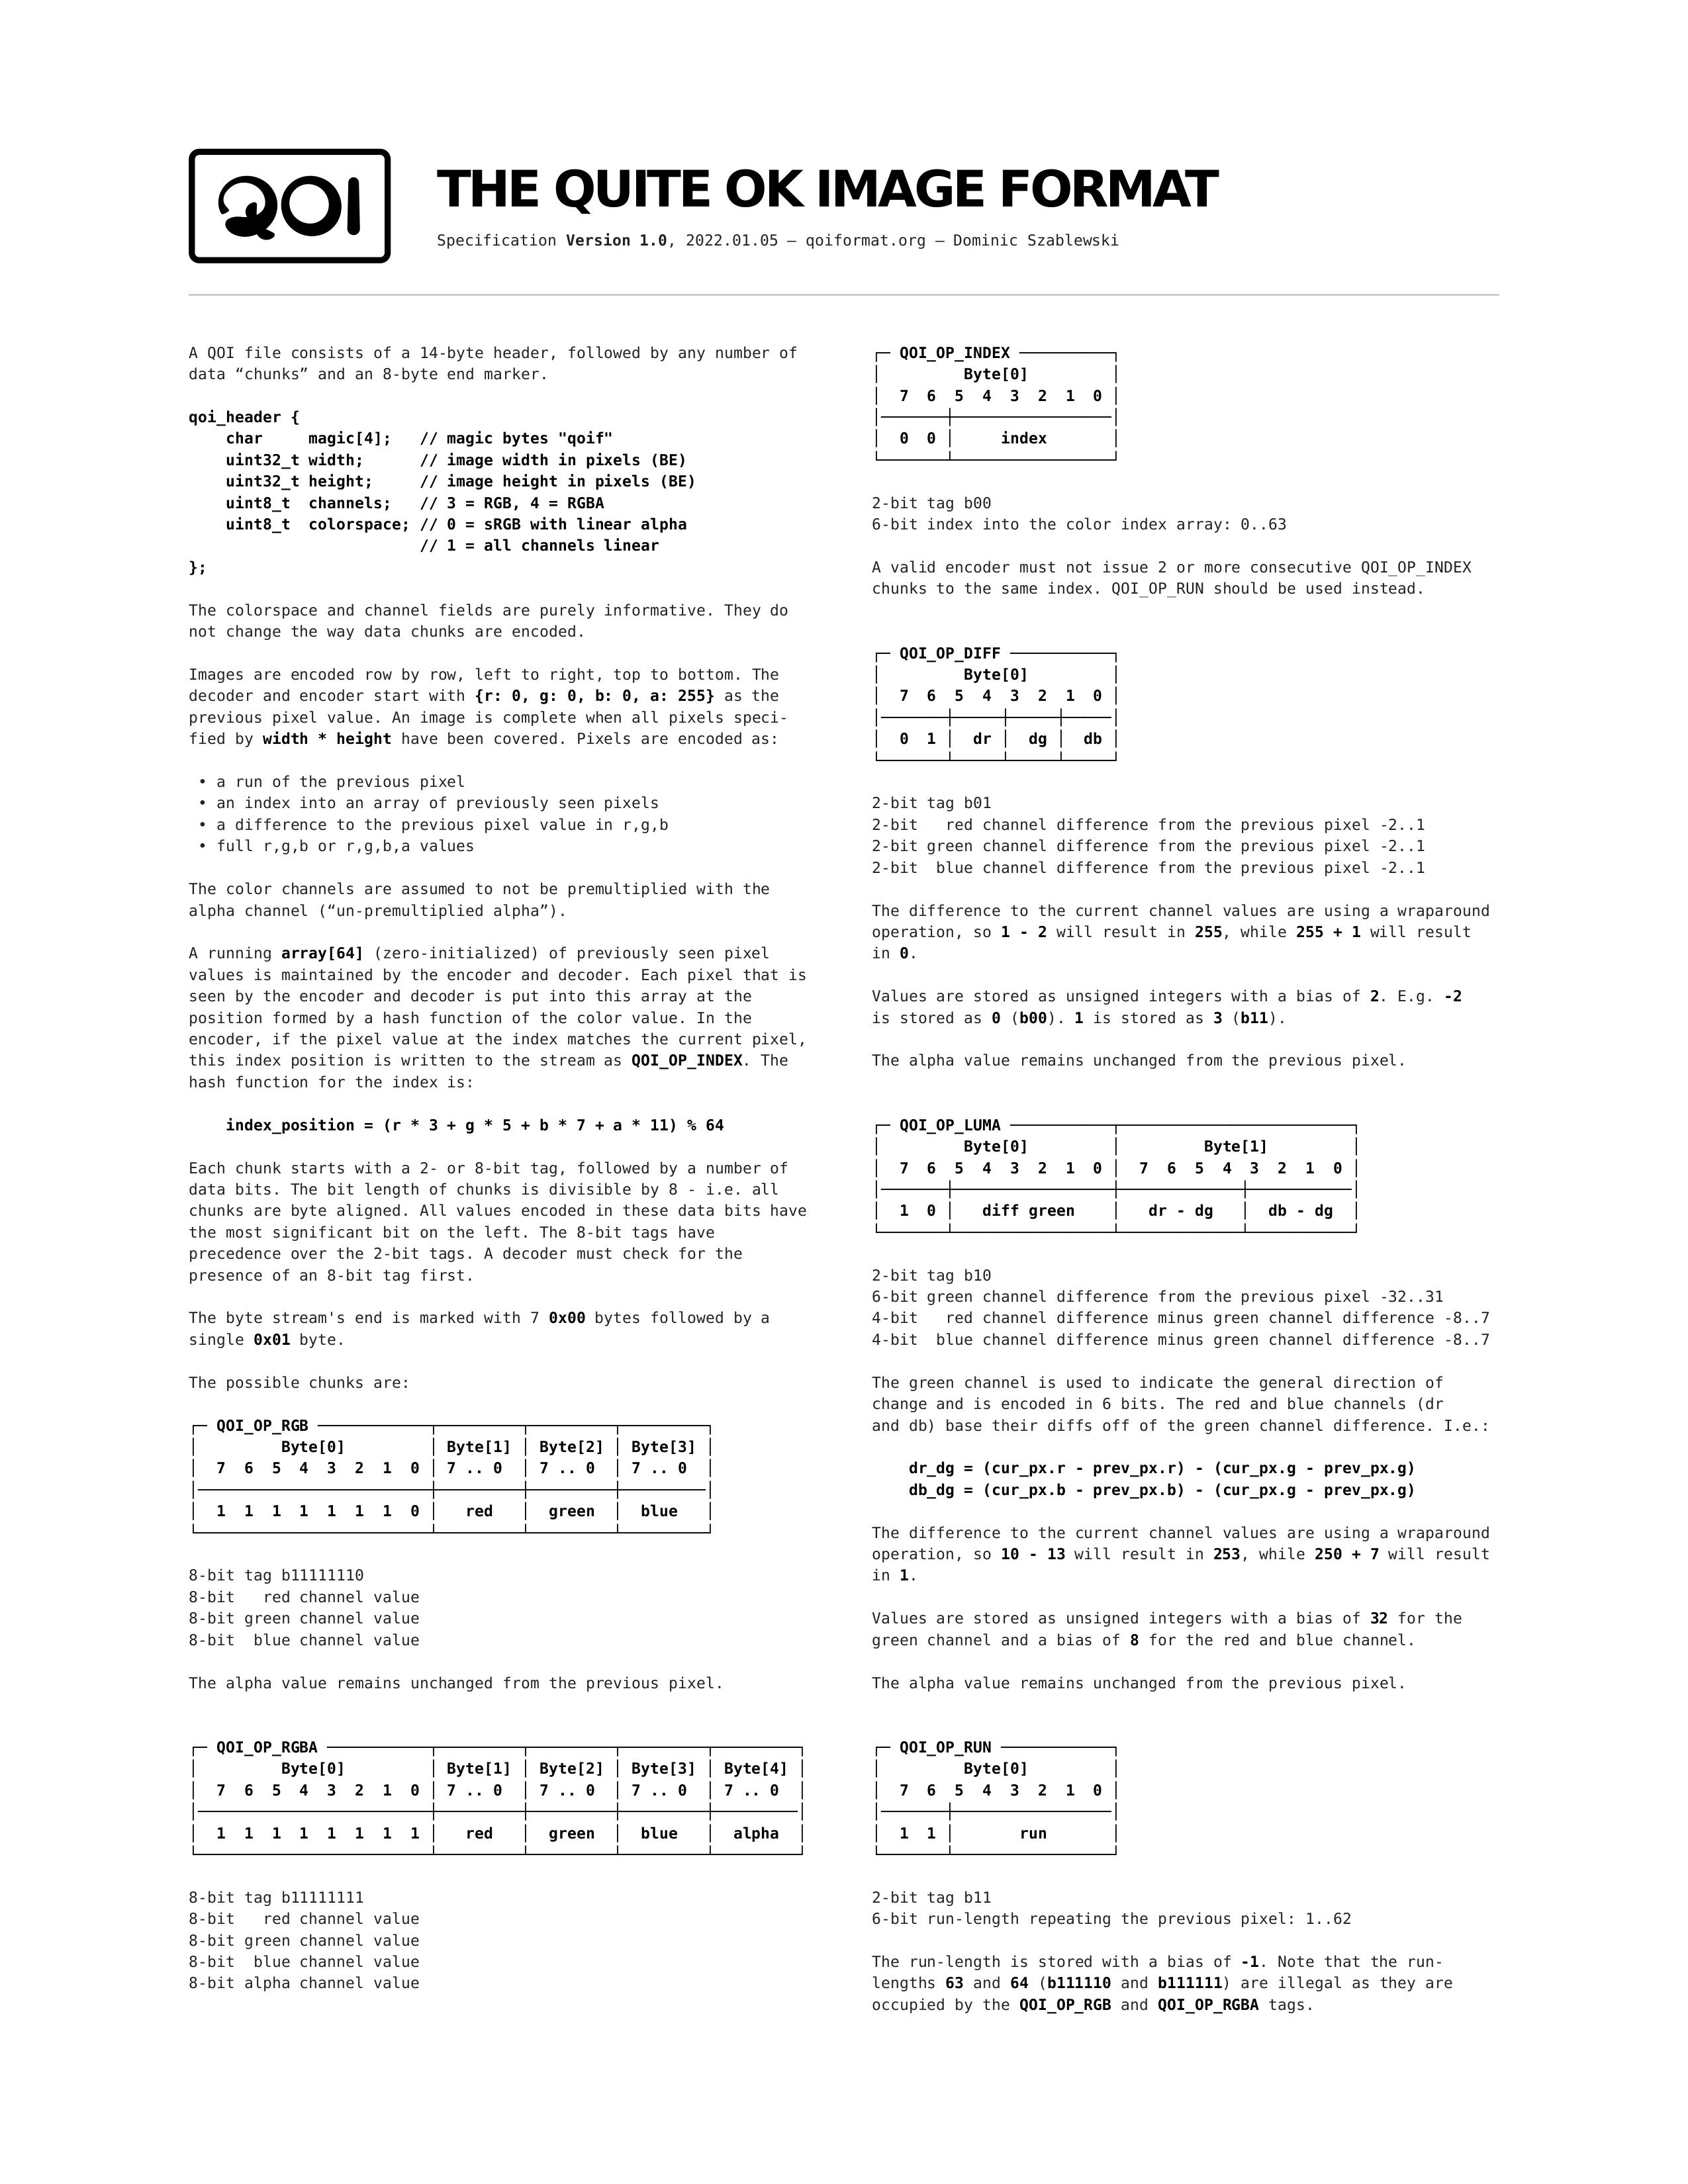 QOI
THE QUITE OK IMAGE FORMAT
Specification Version 1.0, 2022.01.05 – qoiformat.org – Dominic Szablewski
A QOI file consists of a 14-byte header, followed by any number of
data “chunks” and an 8-byte end marker.
qoi_header {
    char     magic[4];   // magic bytes "qoif"
    uint32_t width;      // image width in pixels (BE)
    uint32_t height;     // image height in pixels (BE)
    uint8_t  channels;   // 3 = RGB, 4 = RGBA
    uint8_t  colorspace; // 0 = sRGB with linear alpha
                         // 1 = all channels linear
};
The colorspace and channel fields are purely informative. They do
not change the way data chunks are encoded.
Images are encoded row by row, left to right, top to bottom. The
decoder and encoder start with {r: 0, g: 0, b: 0, a: 255} as the
previous pixel value. An image is complete when all pixels speci-
fied by width * height have been covered. Pixels are encoded as:
• a run of the previous pixel
• an index into an array of previously seen pixels
• a difference to the previous pixel value in r,g,b
• full r,g,b or r,g,b,a values
The color channels are assumed to not be premultiplied with the
alpha channel (“un-premultiplied alpha”).
A running array[64] (zero-initialized) of previously seen pixel
values is maintained by the encoder and decoder. Each pixel that is
seen by the encoder and decoder is put into this array at the
position formed by a hash function of the color value. In the
encoder, if the pixel value at the index matches the current pixel,
this index position is written to the stream as QOI_OP_INDEX. The
hash function for the index is:
index_position = (r * 3 + g * 5 + b * 7 + a * 11) % 64
Each chunk starts with a 2- or 8-bit tag, followed by a number of
data bits. The bit length of chunks is divisible by 8 - i.e. all
chunks are byte aligned. All values encoded in these data bits have
the most significant bit on the left. The 8-bit tags have
precedence over the 2-bit tags. A decoder must check for the
presence of an 8-bit tag first.
The byte stream's end is marked with 7 0x00 bytes followed by a
single 0x01 byte.
The possible chunks are:
QOI_OP_RGB
Byte[0] Byte[1] Byte[2] Byte[3]
7 6 5 4 3 2 1 0 7 .. 0 7 .. 0 7 .. 0
1 1 1 1 1 1 1 0 red green blue
8-bit tag b11111110
8-bit   red channel value
8-bit green channel value
8-bit  blue channel value
The alpha value remains unchanged from the previous pixel.
QOI_OP_RGBA
Byte[0] Byte[1] Byte[2] Byte[3] Byte[4]
7 6 5 4 3 2 1 0 7 .. 0 7 .. 0 7 .. 0 7 .. 0
1 1 1 1 1 1 1 1 red green blue alpha
8-bit tag b11111111
8-bit   red channel value
8-bit green channel value
8-bit  blue channel value
8-bit alpha channel value
QOI_OP_INDEX
Byte[0]
7 6 5 4 3 2 1 0
0 0 index
2-bit tag b00
6-bit index into the color index array: 0..63
A valid encoder must not issue 2 or more consecutive QOI_OP_INDEX
chunks to the same index. QOI_OP_RUN should be used instead.
QOI_OP_DIFF
Byte[0]
7 6 5 4 3 2 1 0
0 1 dr dg db
2-bit tag b01
2-bit   red channel difference from the previous pixel -2..1
2-bit green channel difference from the previous pixel -2..1
2-bit  blue channel difference from the previous pixel -2..1
The difference to the current channel values are using a wraparound
operation, so 1 - 2 will result in 255, while 255 + 1 will result
in 0.
Values are stored as unsigned integers with a bias of 2. E.g. -2
is stored as 0 (b00). 1 is stored as 3 (b11).
The alpha value remains unchanged from the previous pixel.
QOI_OP_LUMA
Byte[0] Byte[1]
7 6 5 4 3 2 1 0 7 6 5 4 3 2 1 0
1 0 diff green dr - dg db - dg
2-bit tag b10
6-bit green channel difference from the previous pixel -32..31
4-bit   red channel difference minus green channel difference -8..7
4-bit  blue channel difference minus green channel difference -8..7
The green channel is used to indicate the general direction of
change and is encoded in 6 bits. The red and blue channels (dr
and db) base their diffs off of the green channel difference. I.e.:
dr_dg = (cur_px.r - prev_px.r) - (cur_px.g - prev_px.g)
db_dg = (cur_px.b - prev_px.b) - (cur_px.g - prev_px.g)
The difference to the current channel values are using a wraparound
operation, so 10 - 13 will result in 253, while 250 + 7 will result
in 1.
Values are stored as unsigned integers with a bias of 32 for the
green channel and a bias of 8 for the red and blue channel.
The alpha value remains unchanged from the previous pixel.
QOI_OP_RUN
Byte[0]
7 6 5 4 3 2 1 0
1 1 run
2-bit tag b11
6-bit run-length repeating the previous pixel: 1..62
The run-length is stored with a bias of -1. Note that the run-
lengths 63 and 64 (b111110 and b111111) are illegal as they are
occupied by the QOI_OP_RGB and QOI_OP_RGBA tags.